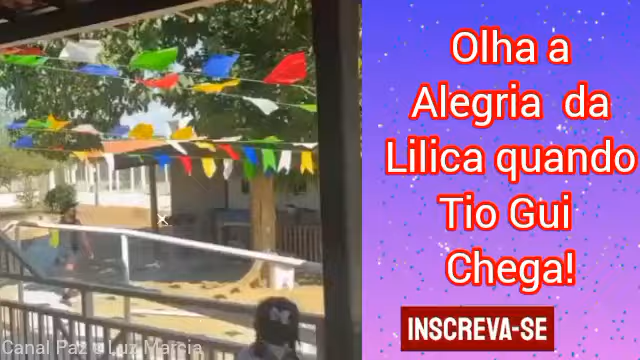 Olha a
Alegria da
Lilica quando
Tio Gui
Chega!
INSCREVA-SE
Canal Paz e Luz Marcia